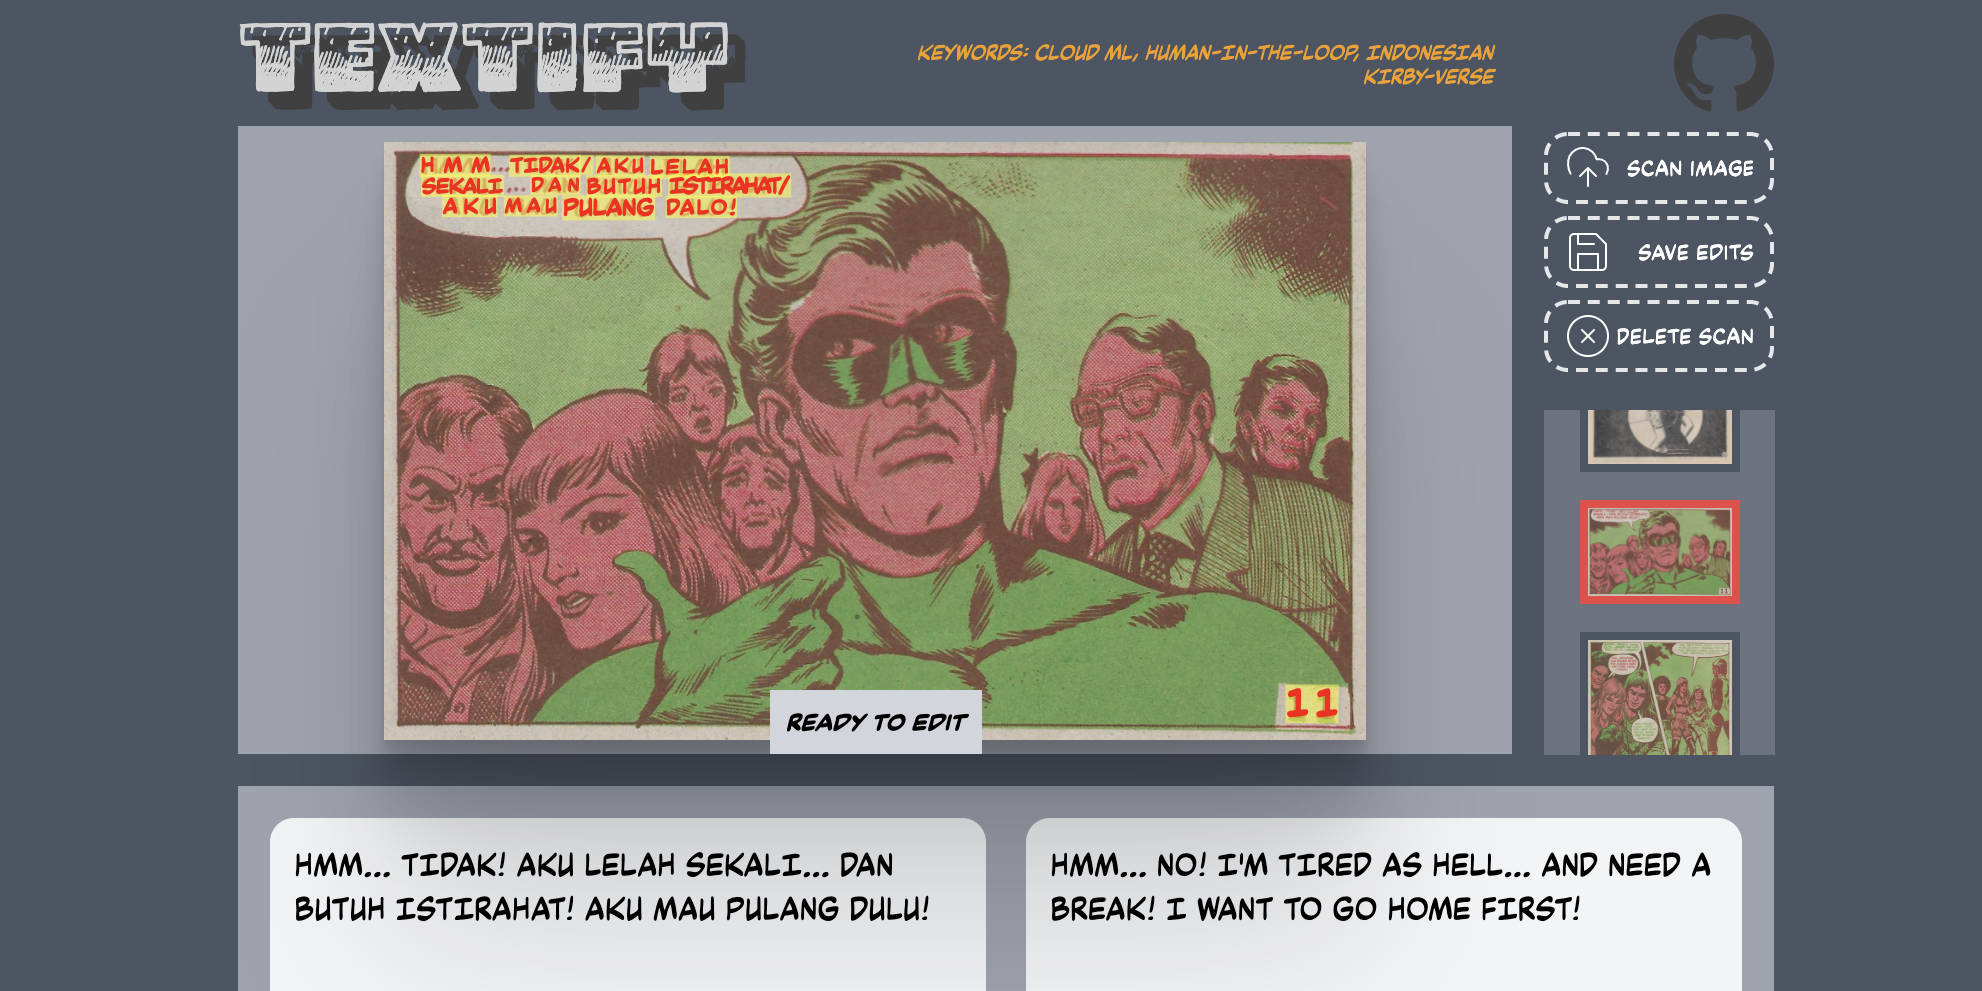 TEXTIFY
KEYWORDS: CLOUD ML, HUMAN-IN-THE-LOOP, INDONESIAN
KIRBY-VERSE
SCAN IMAGE
SAVE EDITS
DELETE SCAN
HMM...TIDAK/ AKU LELAH
SEKALI... DAN BUTUH ISTIRAHAT/
AKU MAU PULANG DALO!
11
READY TO EDIT
HMM... TIDAK! AKU LELAH SEKALI... DAN
BUTUH ISTIRAHAT! AKU MAU PULANG DULU!
HMM... NO! I'M TIRED AS HELL... AND NEED A
BREAK! I WANT TO GO HOME FIRST!